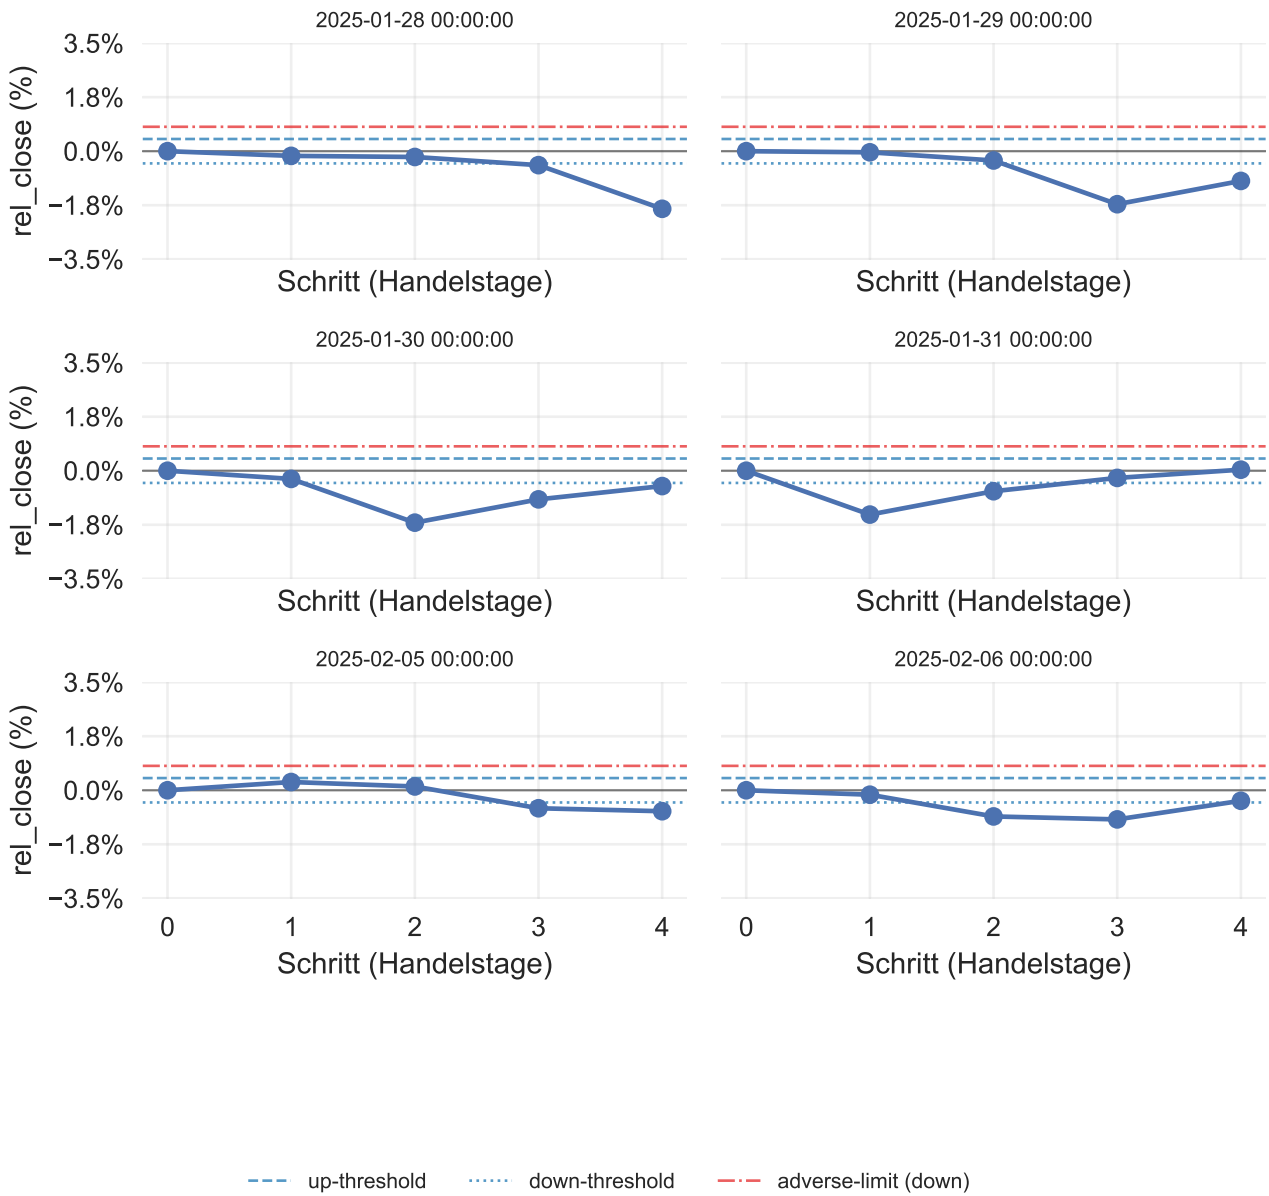 2025-01-28 00:00:00
2025-01-29 00:00:00
3.5%
1.8%
0.0%
−1.8%
−3.5%
rel_close (%)
Schritt (Handelstage)
Schritt (Handelstage)
2025-01-30 00:00:00
2025-01-31 00:00:00
3.5%
1.8%
0.0%
−1.8%
−3.5%
rel_close (%)
Schritt (Handelstage)
Schritt (Handelstage)
2025-02-05 00:00:00
2025-02-06 00:00:00
3.5%
1.8%
0.0%
−1.8%
−3.5%
rel_close (%)
0 1 2 3 4
0 1 2 3 4
Schritt (Handelstage)
Schritt (Handelstage)
up-threshold down-threshold adverse-limit (down)